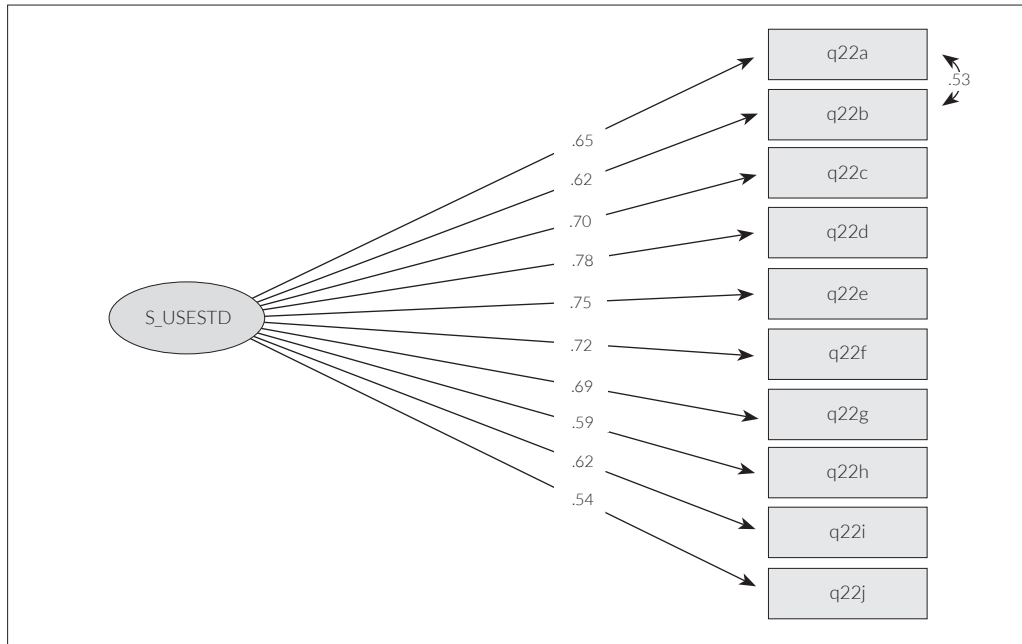 q22a
.53
q22b
.65
.62
q22c
.70
q22d
.78
q22e
.75
S_USESTD
.72
q22f
.69
q22g
.59
q22h
.62
q22i
.54
q22j